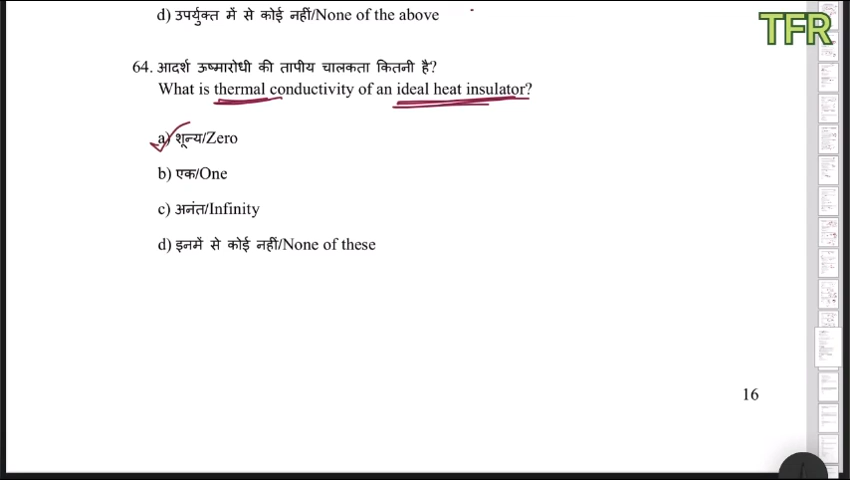 TFR
d) उपर्युक्त में से कोई नहीं/None of the above
64. आदर्श ऊष्मारोधी की तापीय चालकता कितनी है?
What is thermal conductivity of an ideal heat insulator?
a) शून्य/Zero
b) एक/One
c) अनंत/Infinity
d) इनमें से कोई नहीं/None of these
16